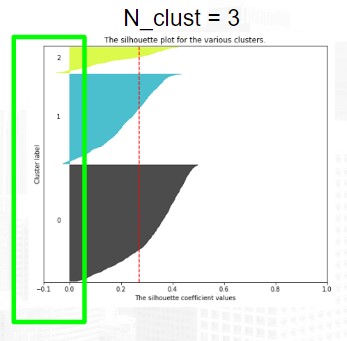 N_clust = 3
The silhouette plot for the various clusters.
2
1
0
Cluster label
-0.1 0.0 0.2 0.4 0.6 0.8 1.0
The silhouette coefficient values